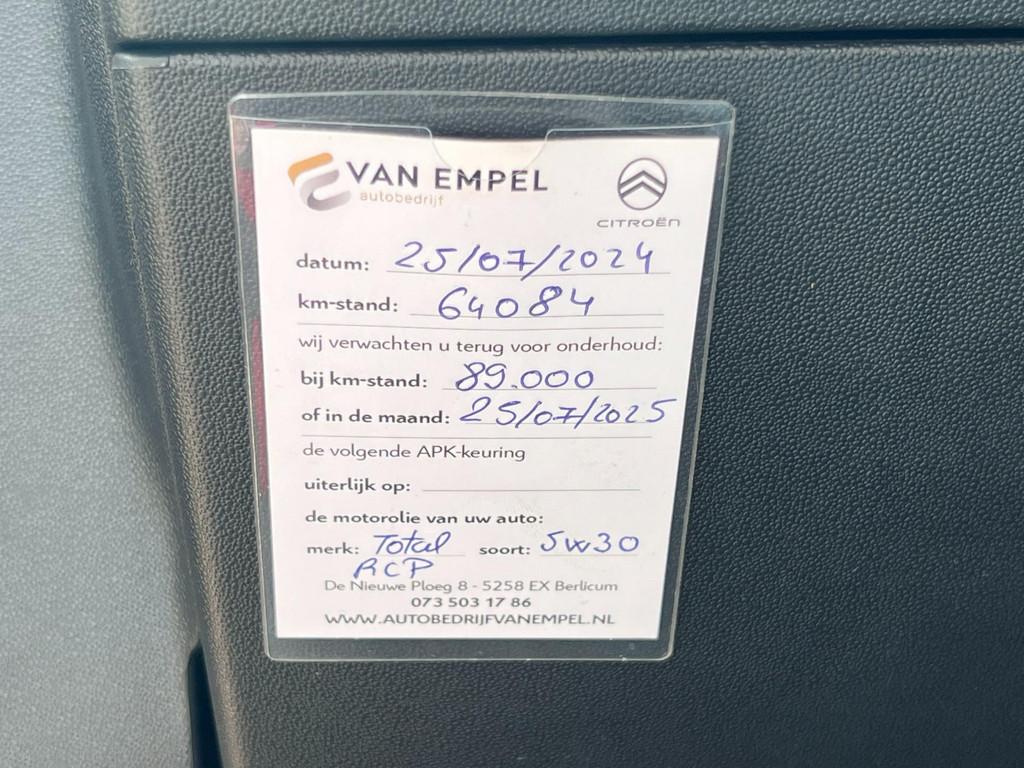 VAN EMPEL
autobedrijf
CITROËN
datum: 25/07/2024
km-stand: 64084
wij verwachten u terug voor onderhoud:
bij km-stand: 89.000
of in de maand: 25/07/2025
de volgende APK-keuring
uiterlijk op:
de motorolie van uw auto:
merk: Total soort: 5W30
RCP
De Nieuwe Ploeg 8 - 5258 EX Berlicum
073 503 17 86
WWW.AUTOBEDRIJFVANEMPEL.NL